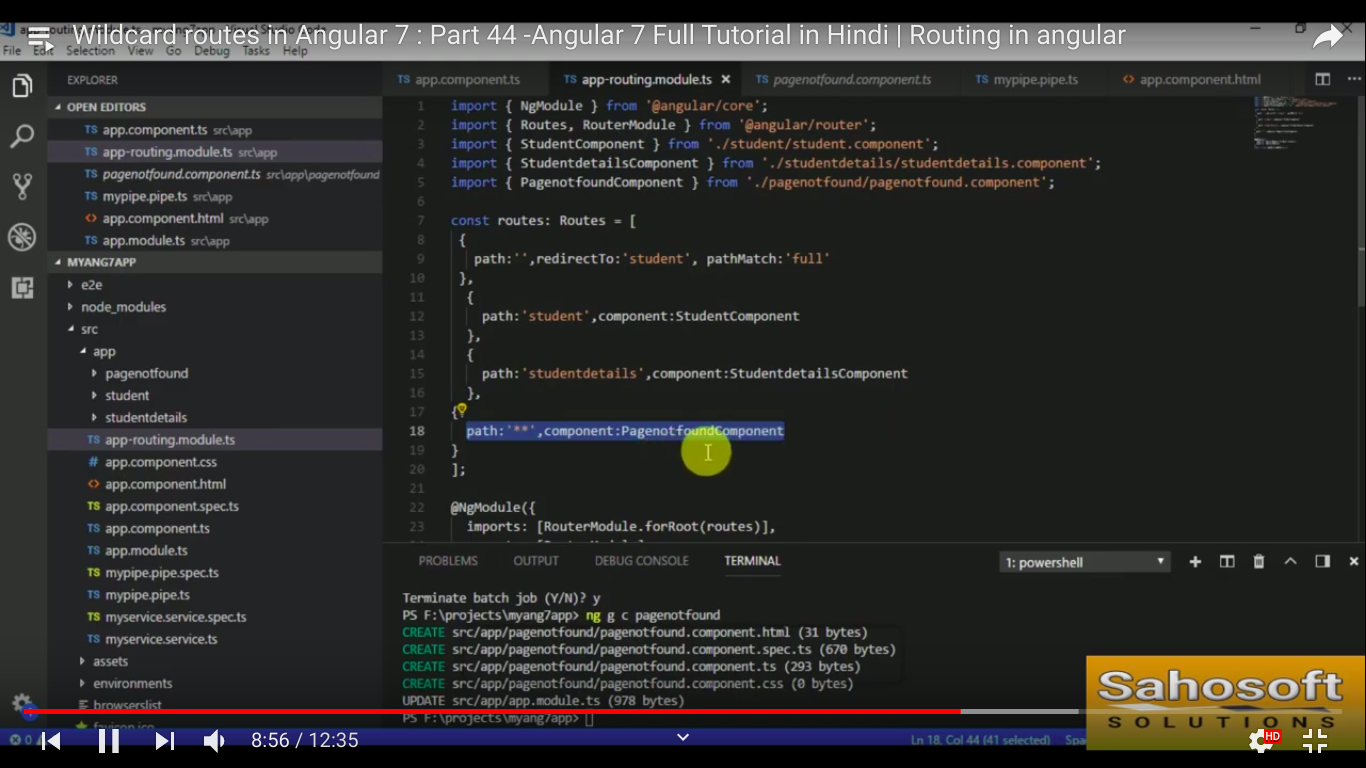 Wildcard routes in Angular 7 : Part 44 -Angular 7 Full Tutorial in Hindi | Routing in angular
File Edit Selection View Go Debug Tasks Help
EXPLORER
OPEN EDITORS
TS app.component.ts src\app
TS app-routing.module.ts src\app
TS pagenotfound.component.ts src\app\pagenotfound
TS mypipe.pipe.ts src\app
<> app.component.html src\app
TS app.module.ts src\app
MYANG7APP
e2e
node_modules
src
app
pagenotfound
student
studentdetails
TS app-routing.module.ts
# app.component.css
<> app.component.html
TS app.component.spec.ts
TS app.component.ts
TS app.module.ts
TS mypipe.pipe.spec.ts
TS mypipe.pipe.ts
TS myservice.service.spec.ts
TS myservice.service.ts
assets
environments
browserslist
favicon.ico
TS app.component.ts TS app-routing.module.ts × TS pagenotfound.component.ts TS mypipe.pipe.ts <> app.component.html
1 import { NgModule } from '@angular/core';
2 import { Routes, RouterModule } from '@angular/router';
3 import { StudentComponent } from './student/student.component';
4 import { StudentdetailsComponent } from './studentdetails/studentdetails.component';
5 import { PagenotfoundComponent } from './pagenotfound/pagenotfound.component';
6
7 const routes: Routes = [
8 {
9 path:'',redirectTo:'student', pathMatch:'full'
10 },
11 {
12 path:'student',component:StudentComponent
13 },
14 {
15 path:'studentdetails',component:StudentdetailsComponent
16 },
17 {
18 path:'**',component:PagenotfoundComponent
19 }
20 ];
21
22 @NgModule({
23 imports: [RouterModule.forRoot(routes)],
PROBLEMS OUTPUT DEBUG CONSOLE TERMINAL 1: powershell
Terminate batch job (Y/N)? y
PS F:\projects\myang7app> ng g c pagenotfound
CREATE src/app/pagenotfound/pagenotfound.component.html (31 bytes)
CREATE src/app/pagenotfound/pagenotfound.component.spec.ts (670 bytes)
CREATE src/app/pagenotfound/pagenotfound.component.ts (293 bytes)
CREATE src/app/pagenotfound/pagenotfound.component.css (0 bytes)
UPDATE src/app/app.module.ts (978 bytes)
PS F:\projects\myang7app>
Sahosoft
SOLUTIONS
8:56 / 12:35
Ln 18, Col 44 (41 selected)
HD